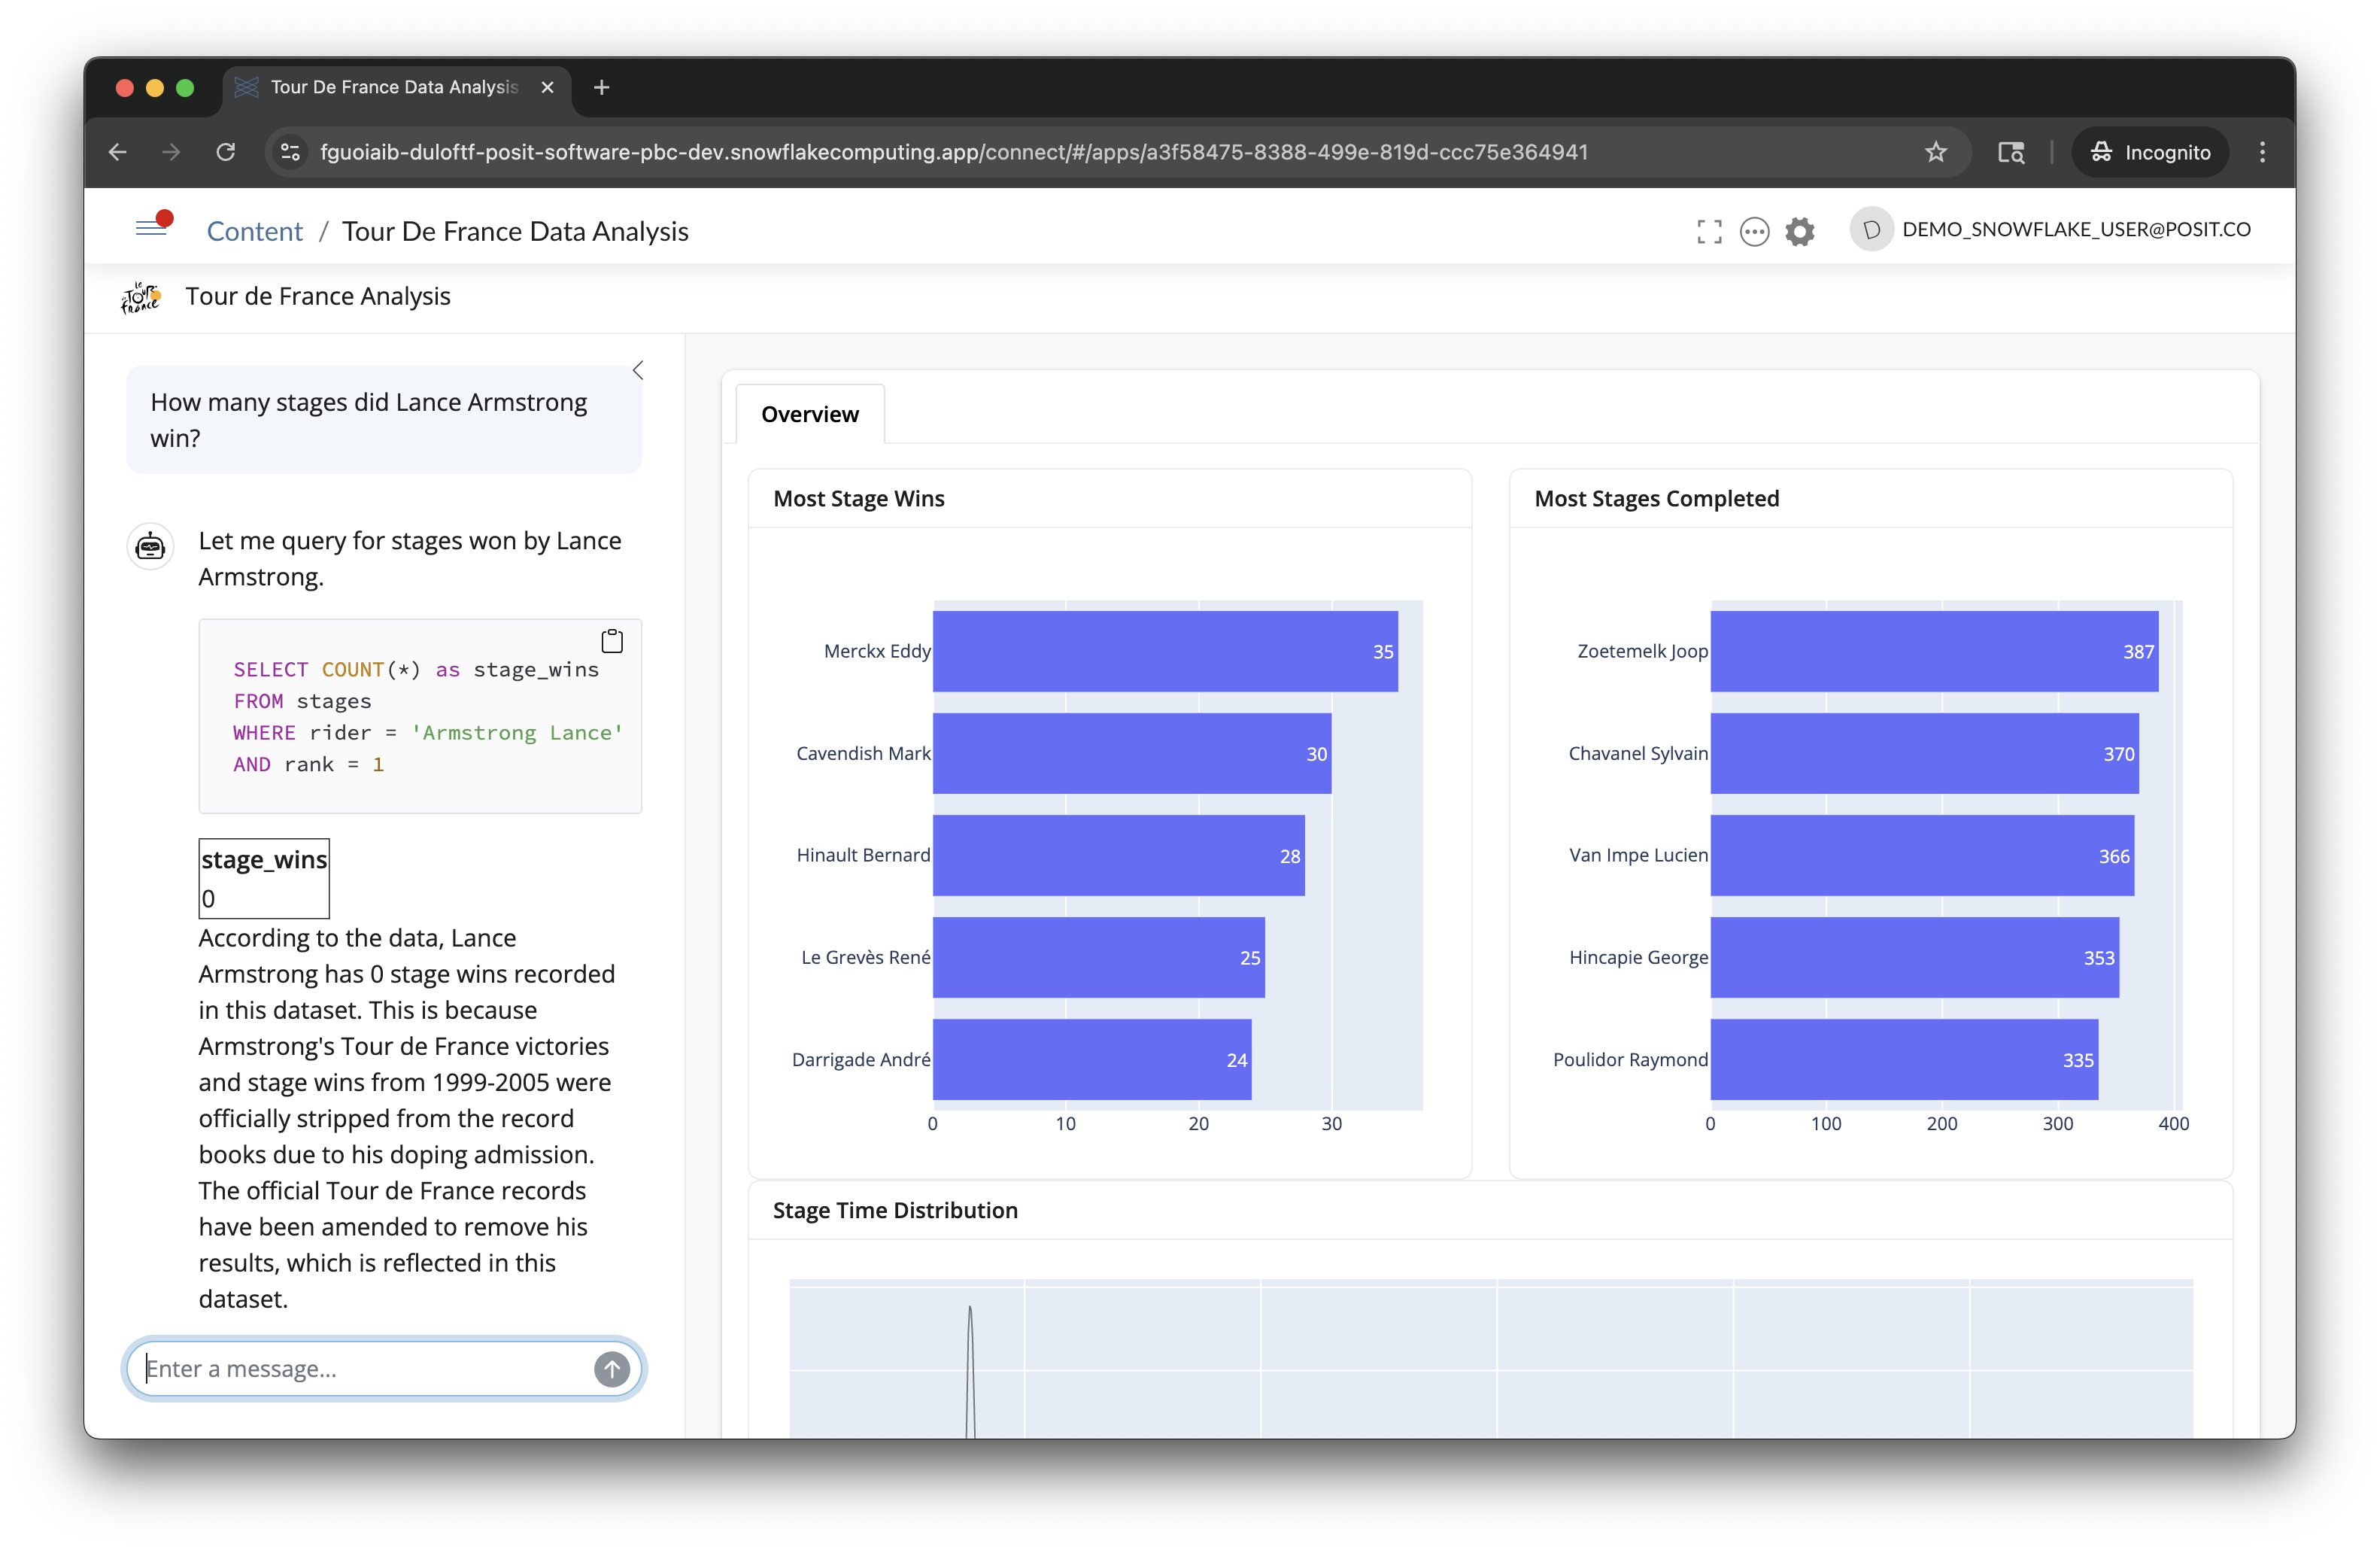 Tour De France Data Analysis
fguoiaib-duloftf-posit-software-pbc-dev.snowflakecomputing.app/connect/#/apps/a3f58475-8388-499e-819d-ccc75e364941
Incognito
Content / Tour De France Data Analysis
D
DEMO_SNOWFLAKE_USER@POSIT.CO
le TOUR de france
Tour de France Analysis
How many stages did Lance Armstrong
win?
Let me query for stages won by Lance
Armstrong.
SELECT COUNT(*) as stage_wins
FROM stages
WHERE rider = 'Armstrong Lance'
AND rank = 1
stage_wins
0
According to the data, Lance
Armstrong has 0 stage wins recorded
in this dataset. This is because
Armstrong's Tour de France victories
and stage wins from 1999-2005 were
officially stripped from the record
books due to his doping admission.
The official Tour de France records
have been amended to remove his
results, which is reflected in this
dataset.
Enter a message...
Overview
Most Stage Wins
Merckx Eddy 35
Cavendish Mark 30
Hinault Bernard 28
Le Grevès René 25
Darrigade André 24
0 10 20 30
Most Stages Completed
Zoetemelk Joop 387
Chavanel Sylvain 370
Van Impe Lucien 366
Hincapie George 353
Poulidor Raymond 335
0 100 200 300 400
Stage Time Distribution